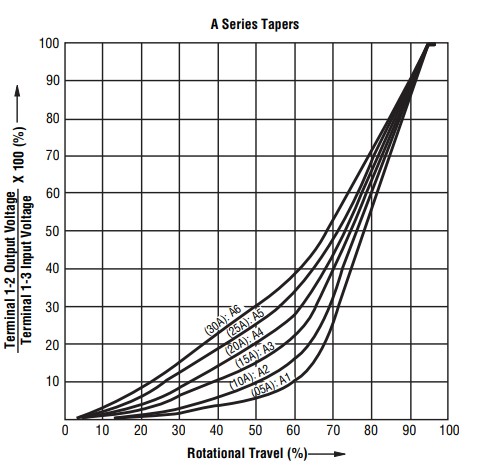 A Series Tapers
Terminal 1-2 Output Voltage
Terminal 1-3 Input Voltage
X 100 (%)
100
90
80
70
60
50
40
30
20
10
(30A): A6
(25A): A5
(20A): A4
(15A): A3
(10A): A2
(05A): A1
0 10 20 30 40 50 60 70 80 90 100
Rotational Travel (%)